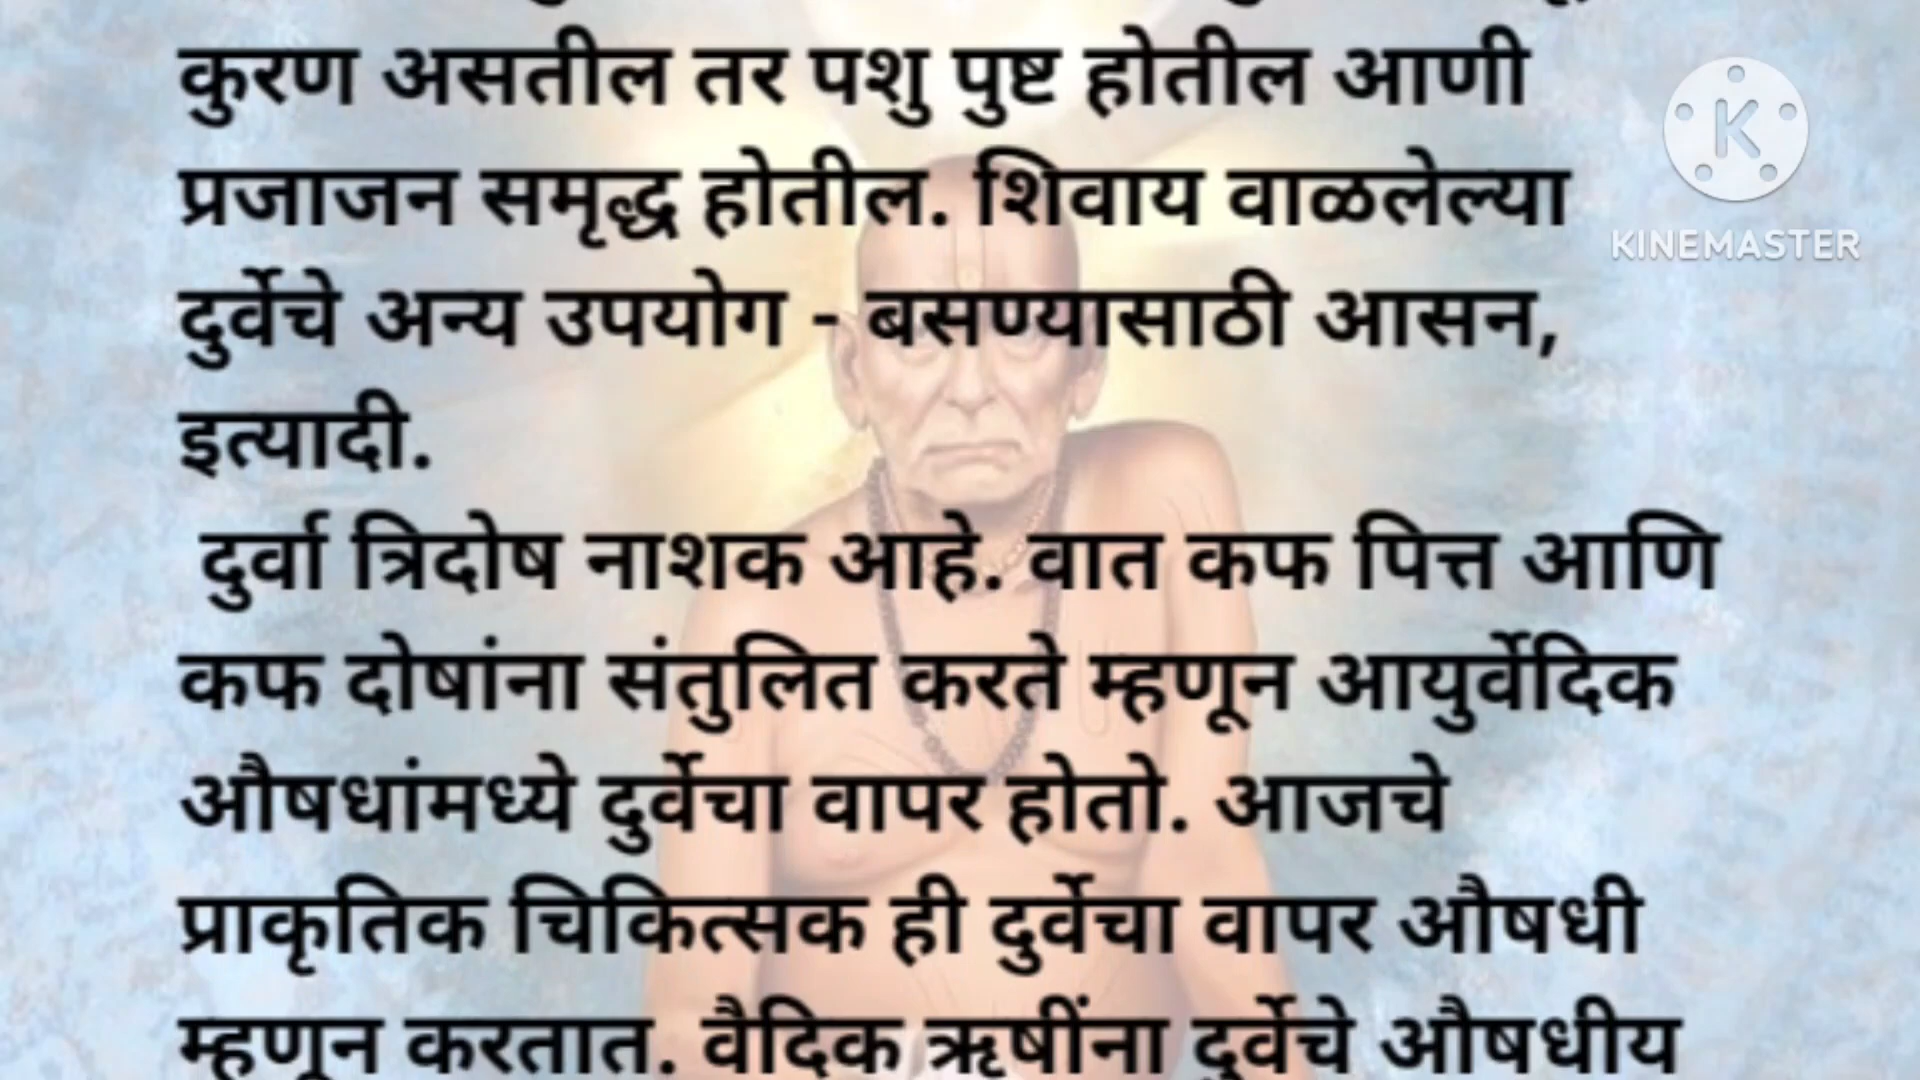 कुरण असतील तर पशु पुष्ट होतील आणी
प्रजाजन समृद्ध होतील. शिवाय वाळलेल्या
दुर्वेचे अन्य उपयोग - बसण्यासाठी आसन,
इत्यादी.
दुर्वा त्रिदोष नाशक आहे. वात कफ पित्त आणि
कफ दोषांना संतुलित करते म्हणून आयुर्वेदिक
औषधांमध्ये दुर्वेचा वापर होतो. आजचे
प्राकृतिक चिकित्सक ही दुर्वेचा वापर औषधी
म्हणून करतात. वैदिक ऋषींना दुर्वेचे औषधीय
K
KINEMASTER